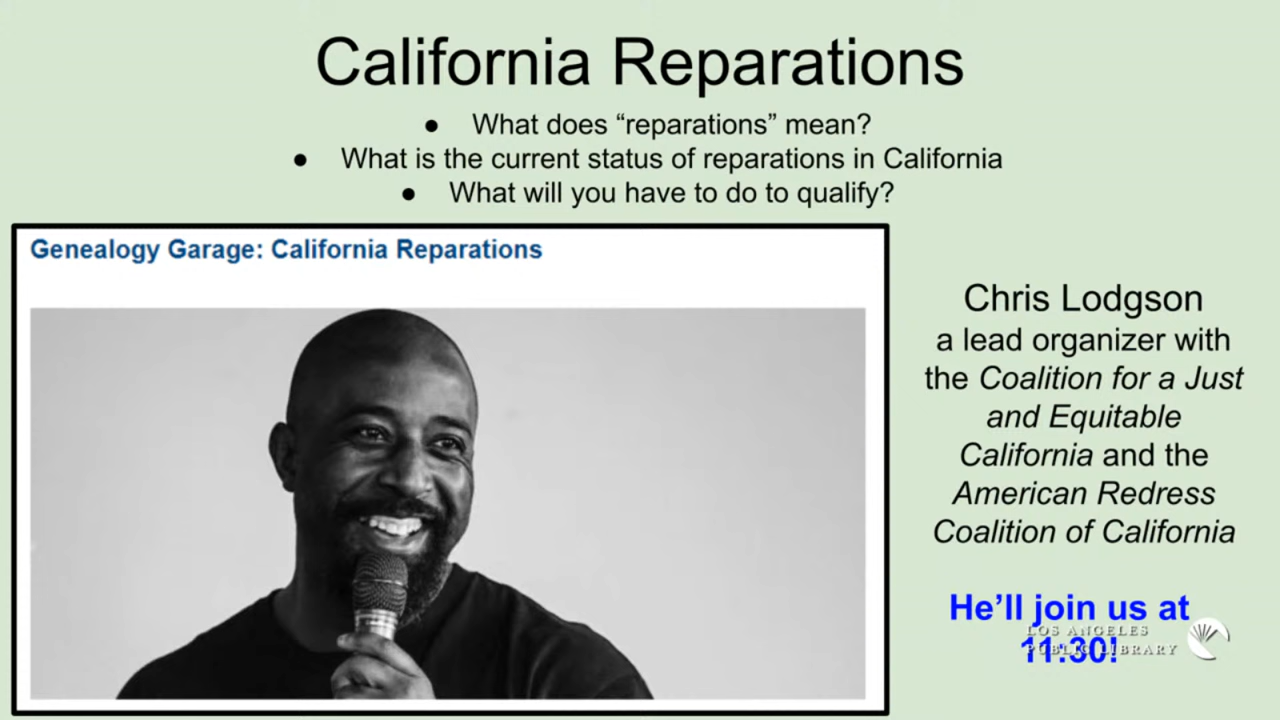 California Reparations
● What does “reparations” mean?
● What is the current status of reparations in California
● What will you have to do to qualify?
Genealogy Garage: California Reparations
Chris Lodgson
a lead organizer with
the Coalition for a Just
and Equitable
California and the
American Redress
Coalition of California
He’ll join us at
11:30!
LOS ANGELES
PUBLIC LIBRARY